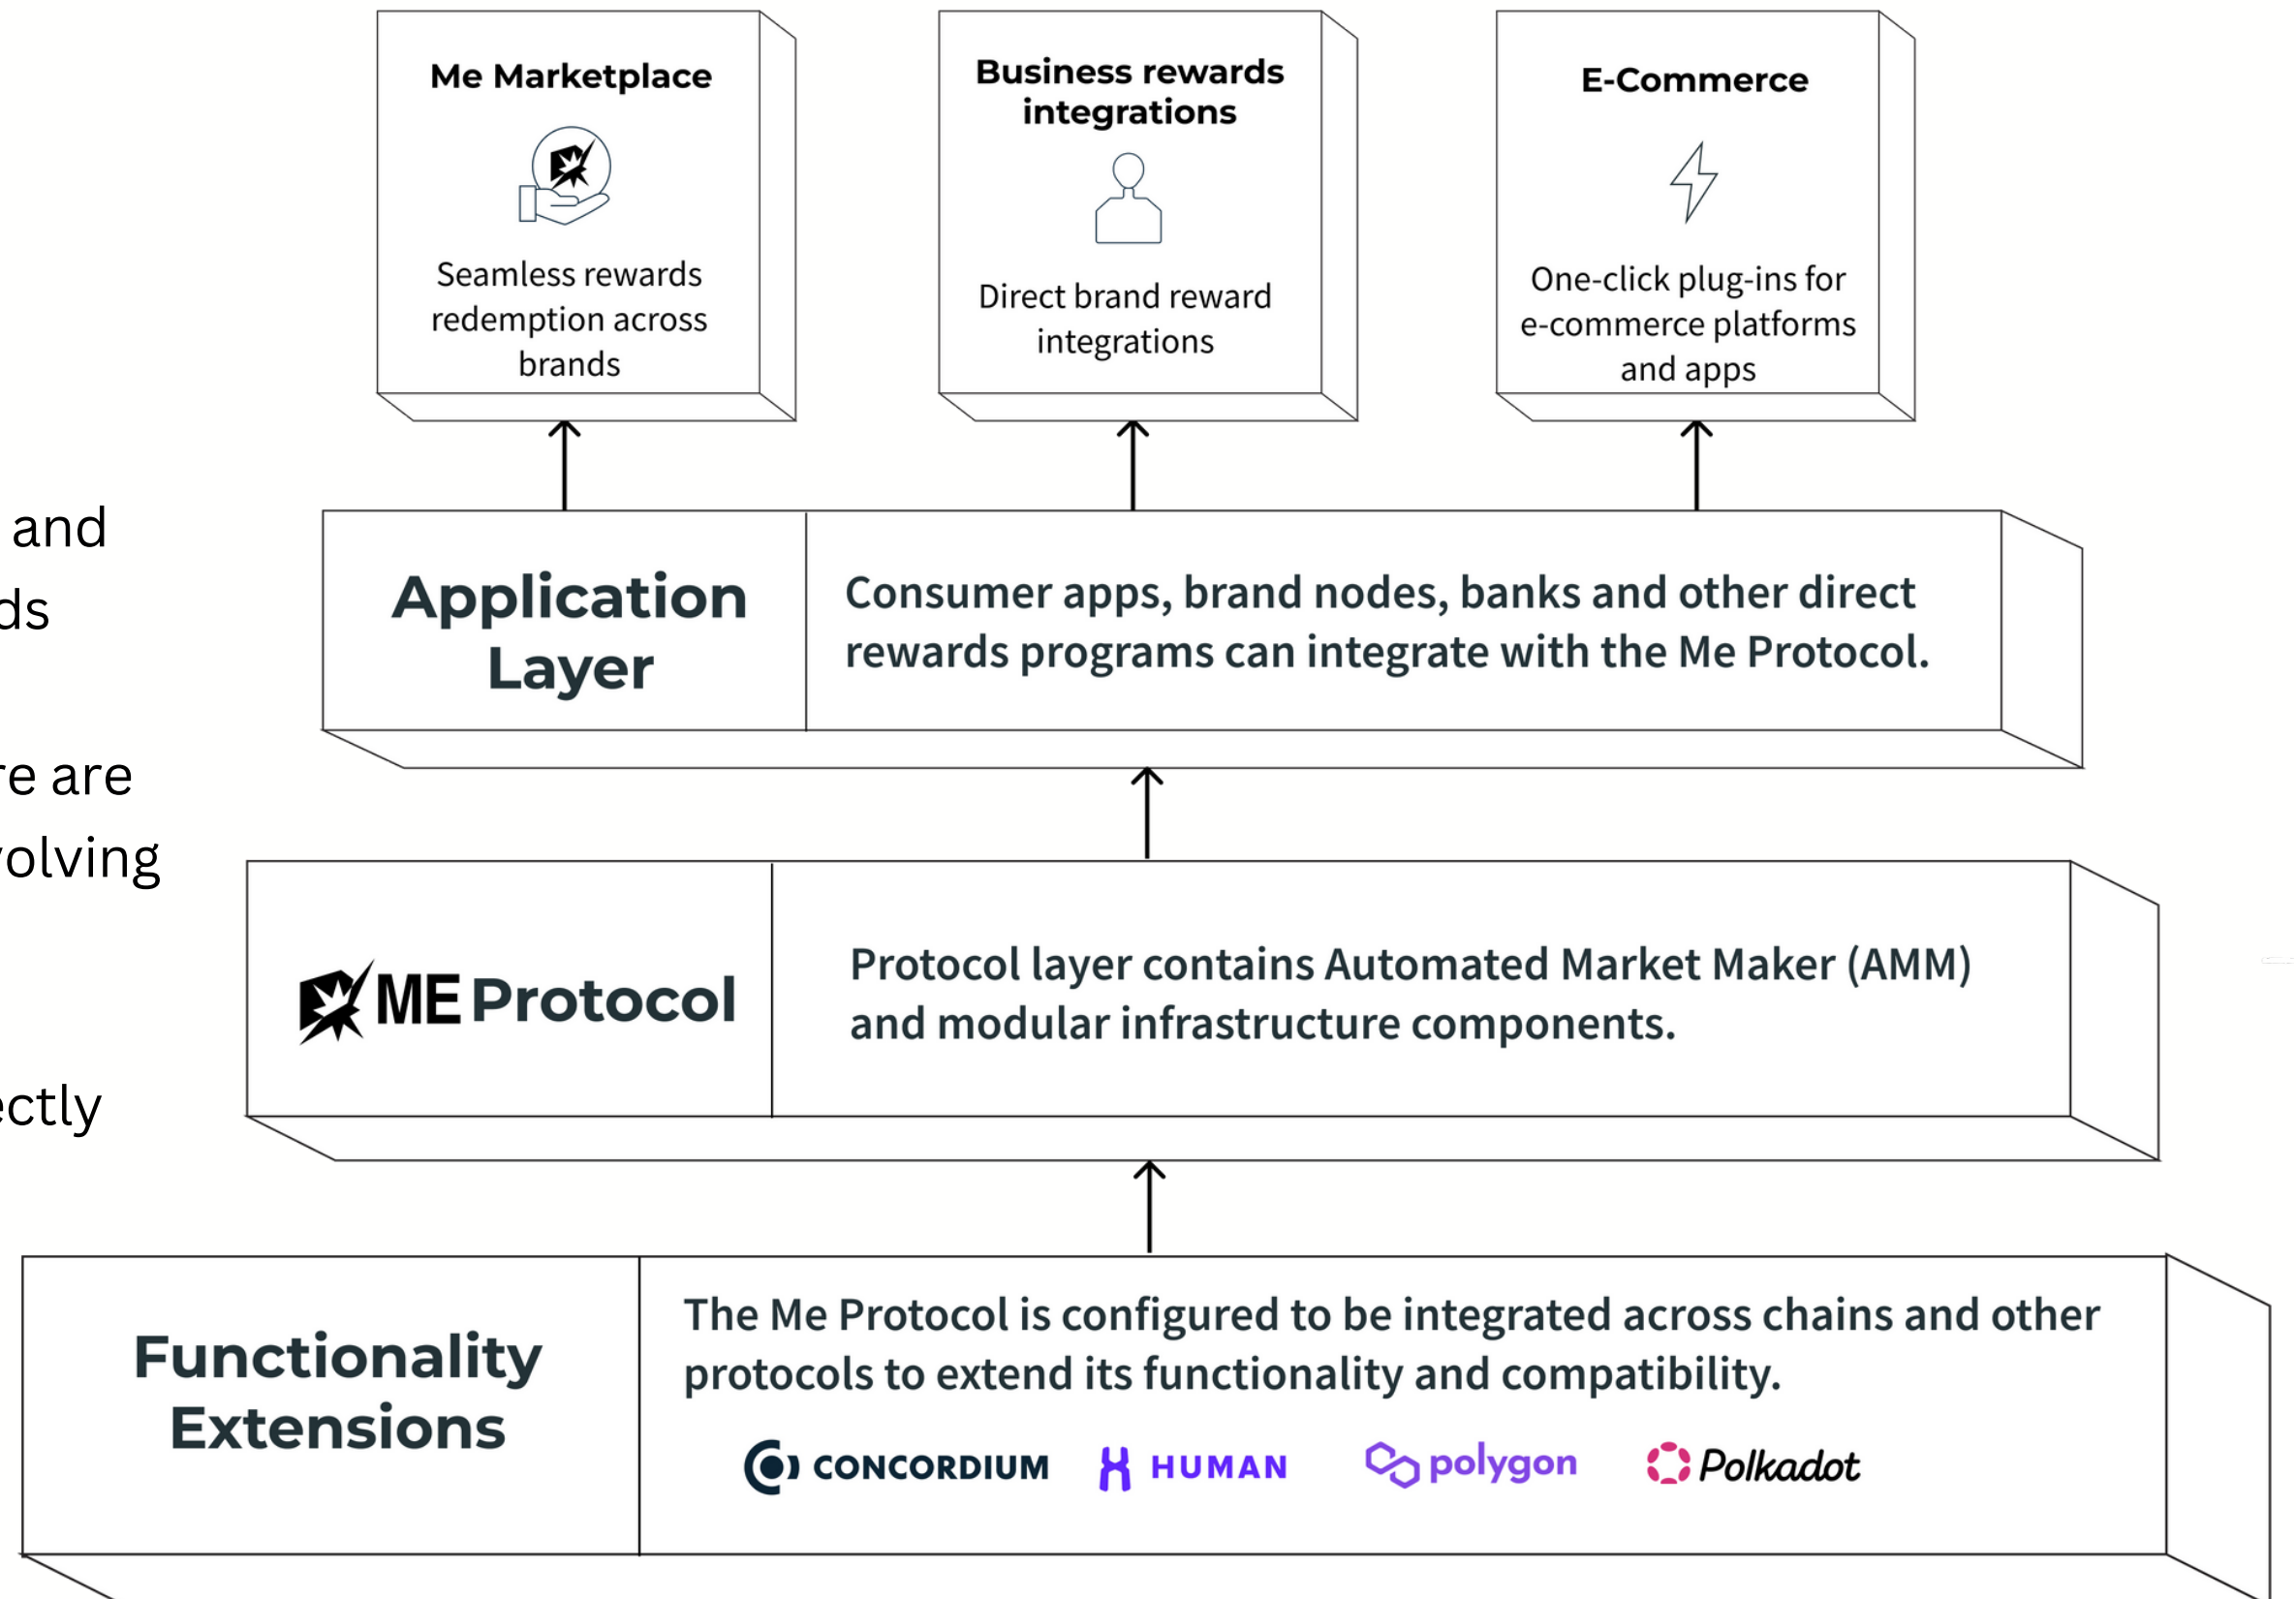 Me Marketplace
Seamless rewards
redemption across
brands
Business rewards
integrations
Direct brand reward
integrations
E-Commerce
One-click plug-ins for
e-commerce platforms
and apps
and
are
Application
Layer
Consumer apps, brand nodes, banks and other direct
rewards programs can integrate with the Me Protocol.
ME Protocol
Protocol layer contains Automated Market Maker (AMM)
and modular infrastructure components.
Functionality
Extensions
The Me Protocol is configured to be integrated across chains and other
protocols to extend its functionality and compatibility.
CONCORDIUM HUMAN polygon Polkadot